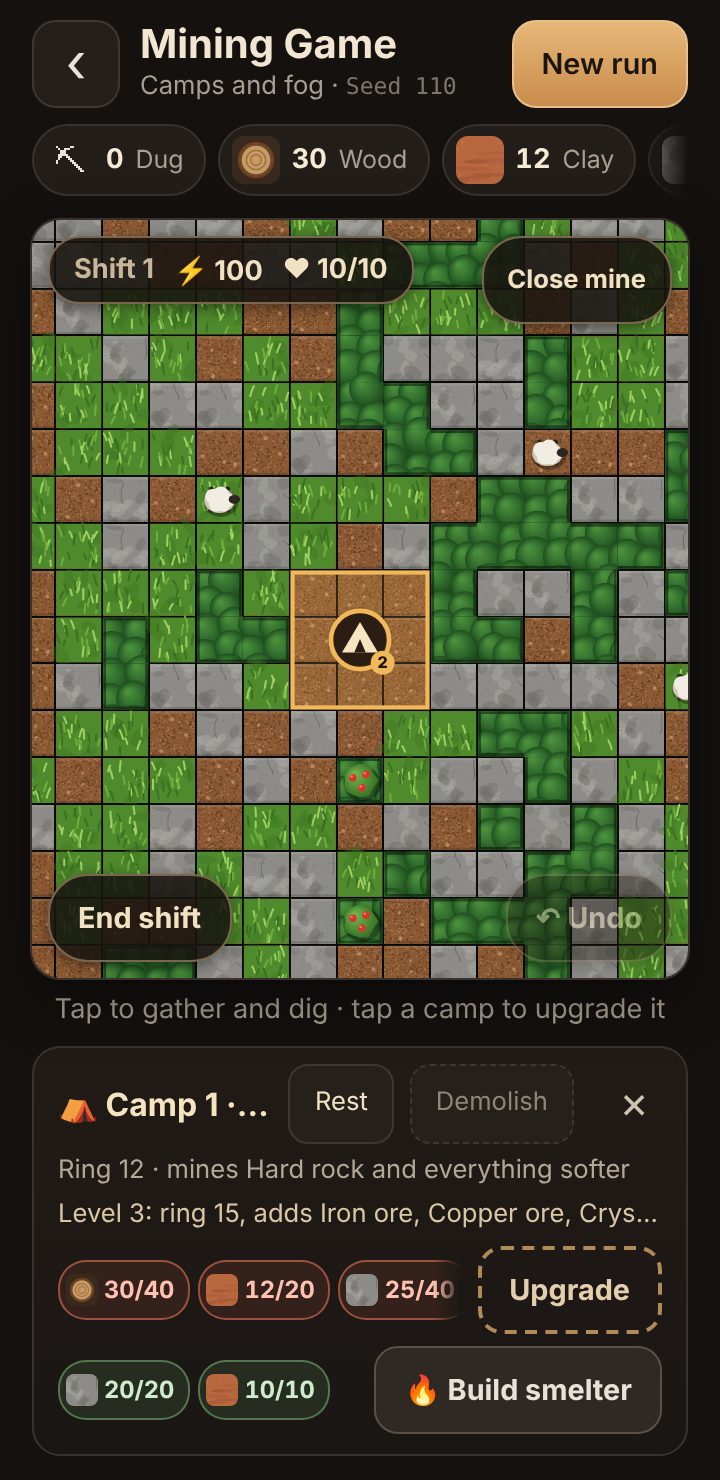 Mining Game
Camps and fog · Seed 110
New run
0 Dug
30 Wood
12 Clay
Shift 1 ⚡ 100 ♥ 10/10
Close mine
2
End shift
↶ Undo
Tap to gather and dig · tap a camp to upgrade it
Camp 1 ·...
Rest
Demolish
✕
Ring 12 · mines Hard rock and everything softer
Level 3: ring 15, adds Iron ore, Copper ore, Crys...
30/40
12/20
25/40
Upgrade
20/20
10/10
Build smelter